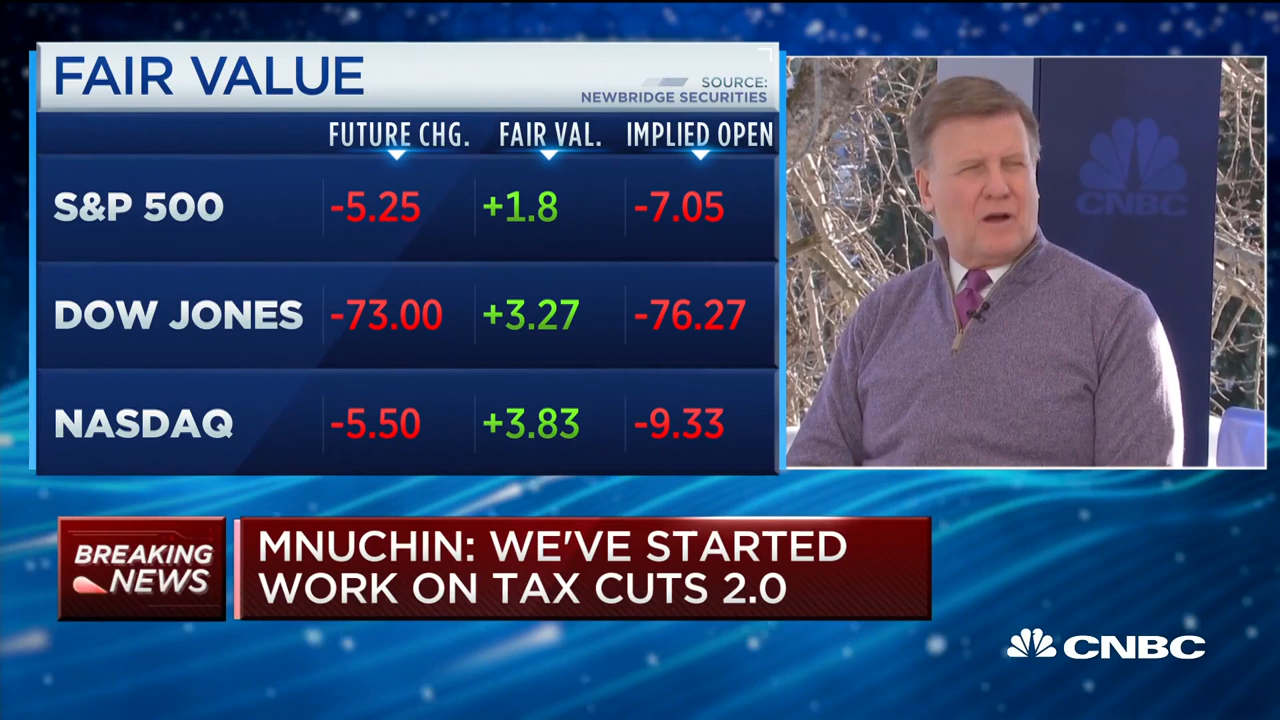 FAIR VALUE
SOURCE:
NEWBRIDGE SECURITIES
FUTURE CHG. FAIR VAL. IMPLIED OPEN
S&P 500 -5.25 +1.8 -7.05
DOW JONES -73.00 +3.27 -76.27
NASDAQ -5.50 +3.83 -9.33
CNBC
BREAKING
NEWS
MNUCHIN: WE'VE STARTED
WORK ON TAX CUTS 2.0
CNBC